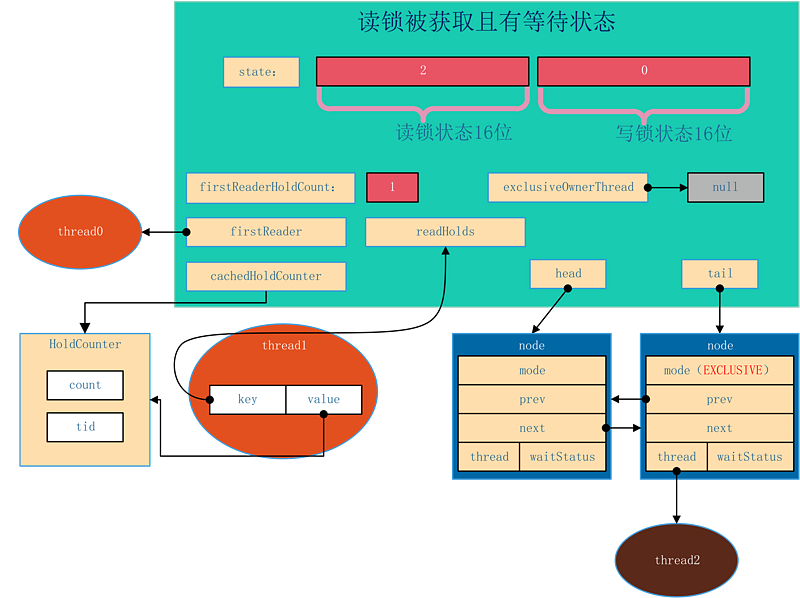 读锁被获取且有等待状态
state:
2
0
读锁状态16位
写锁状态16位
firstReaderHoldCount:
1
exclusiveOwnerThread
null
thread0
firstReader
readHolds
cachedHoldCounter
head
tail
HoldCounter
count
tid
thread1
key
value
node
mode
prev
next
thread
waitStatus
node
mode（EXCLUSIVE）
prev
next
thread
waitStatus
thread2